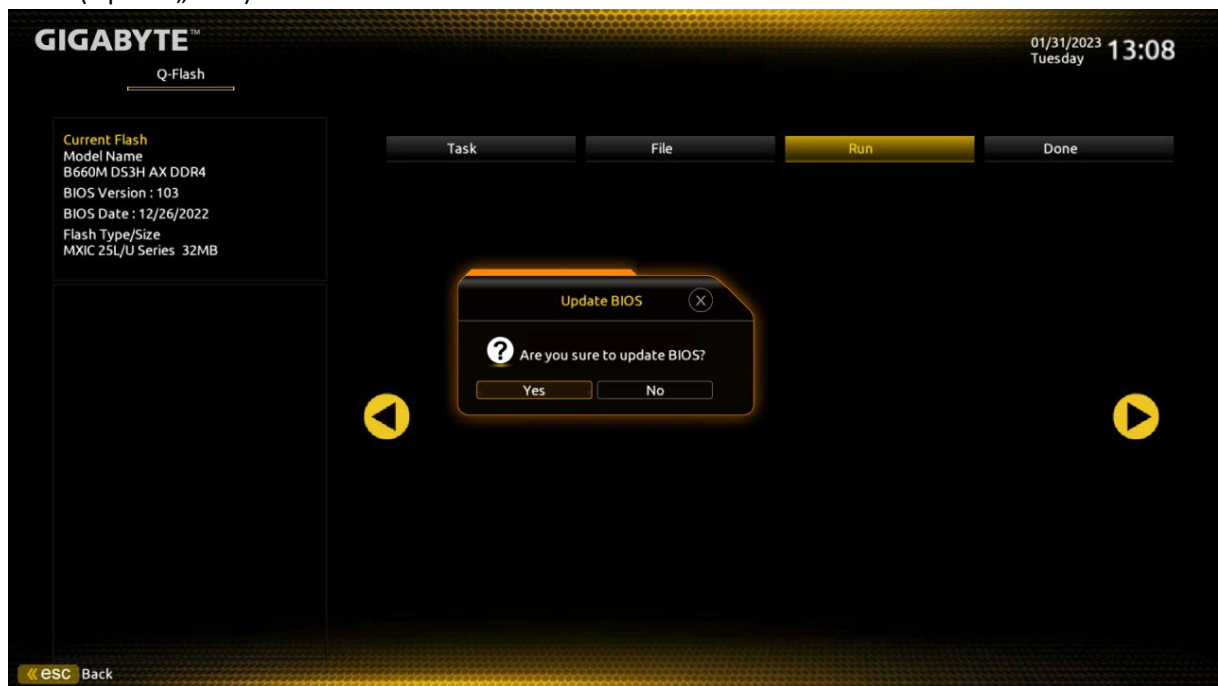 GIGABYTE™
01/31/2023
Tuesday
13:08
Q-Flash
Current Flash
Model Name
B660M DS3H AX DDR4
BIOS Version : 103
BIOS Date : 12/26/2022
Flash Type/Size
MXIC 25L/U Series 32MB
Task
File
Run
Done
Update BIOS
X
? Are you sure to update BIOS?
Yes
No
esc Back